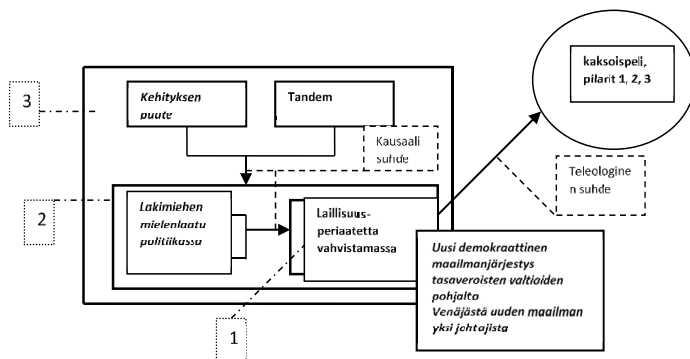 kaksoispeli,
pilarit 1, 2, 3
3
Kehityksen
puute
Tandem
Kausaali
suhde
Teleologine
n suhde
2
Lakimiehen
mielenlaatu
politiikassa
Laillisuus-
periaatetta
vahvistamassa
Uusi demokraattinen
maailmanjärjestys
tasaveroisten valtioiden
pohjalta
Venäjästä uuden maailman
yksi johtajista
1